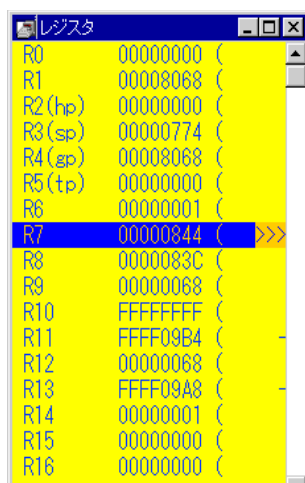 レジスタ
R0 00000000 (
R1 00008068 (
R2(hp) 00000000 (
R3(sp) 00000774 (
R4(gp) 00008068 (
R5(tp) 00000000 (
R6 00000001 (
R7 00000844 ( >>>
R8 0000083C (
R9 00000068 (
R10 FFFFFFFF (
R11 FFFF09B4 ( -
R12 00000068 (
R13 FFFF09A8 ( -
R14 00000001 (
R15 00000000 (
R16 00000000 (